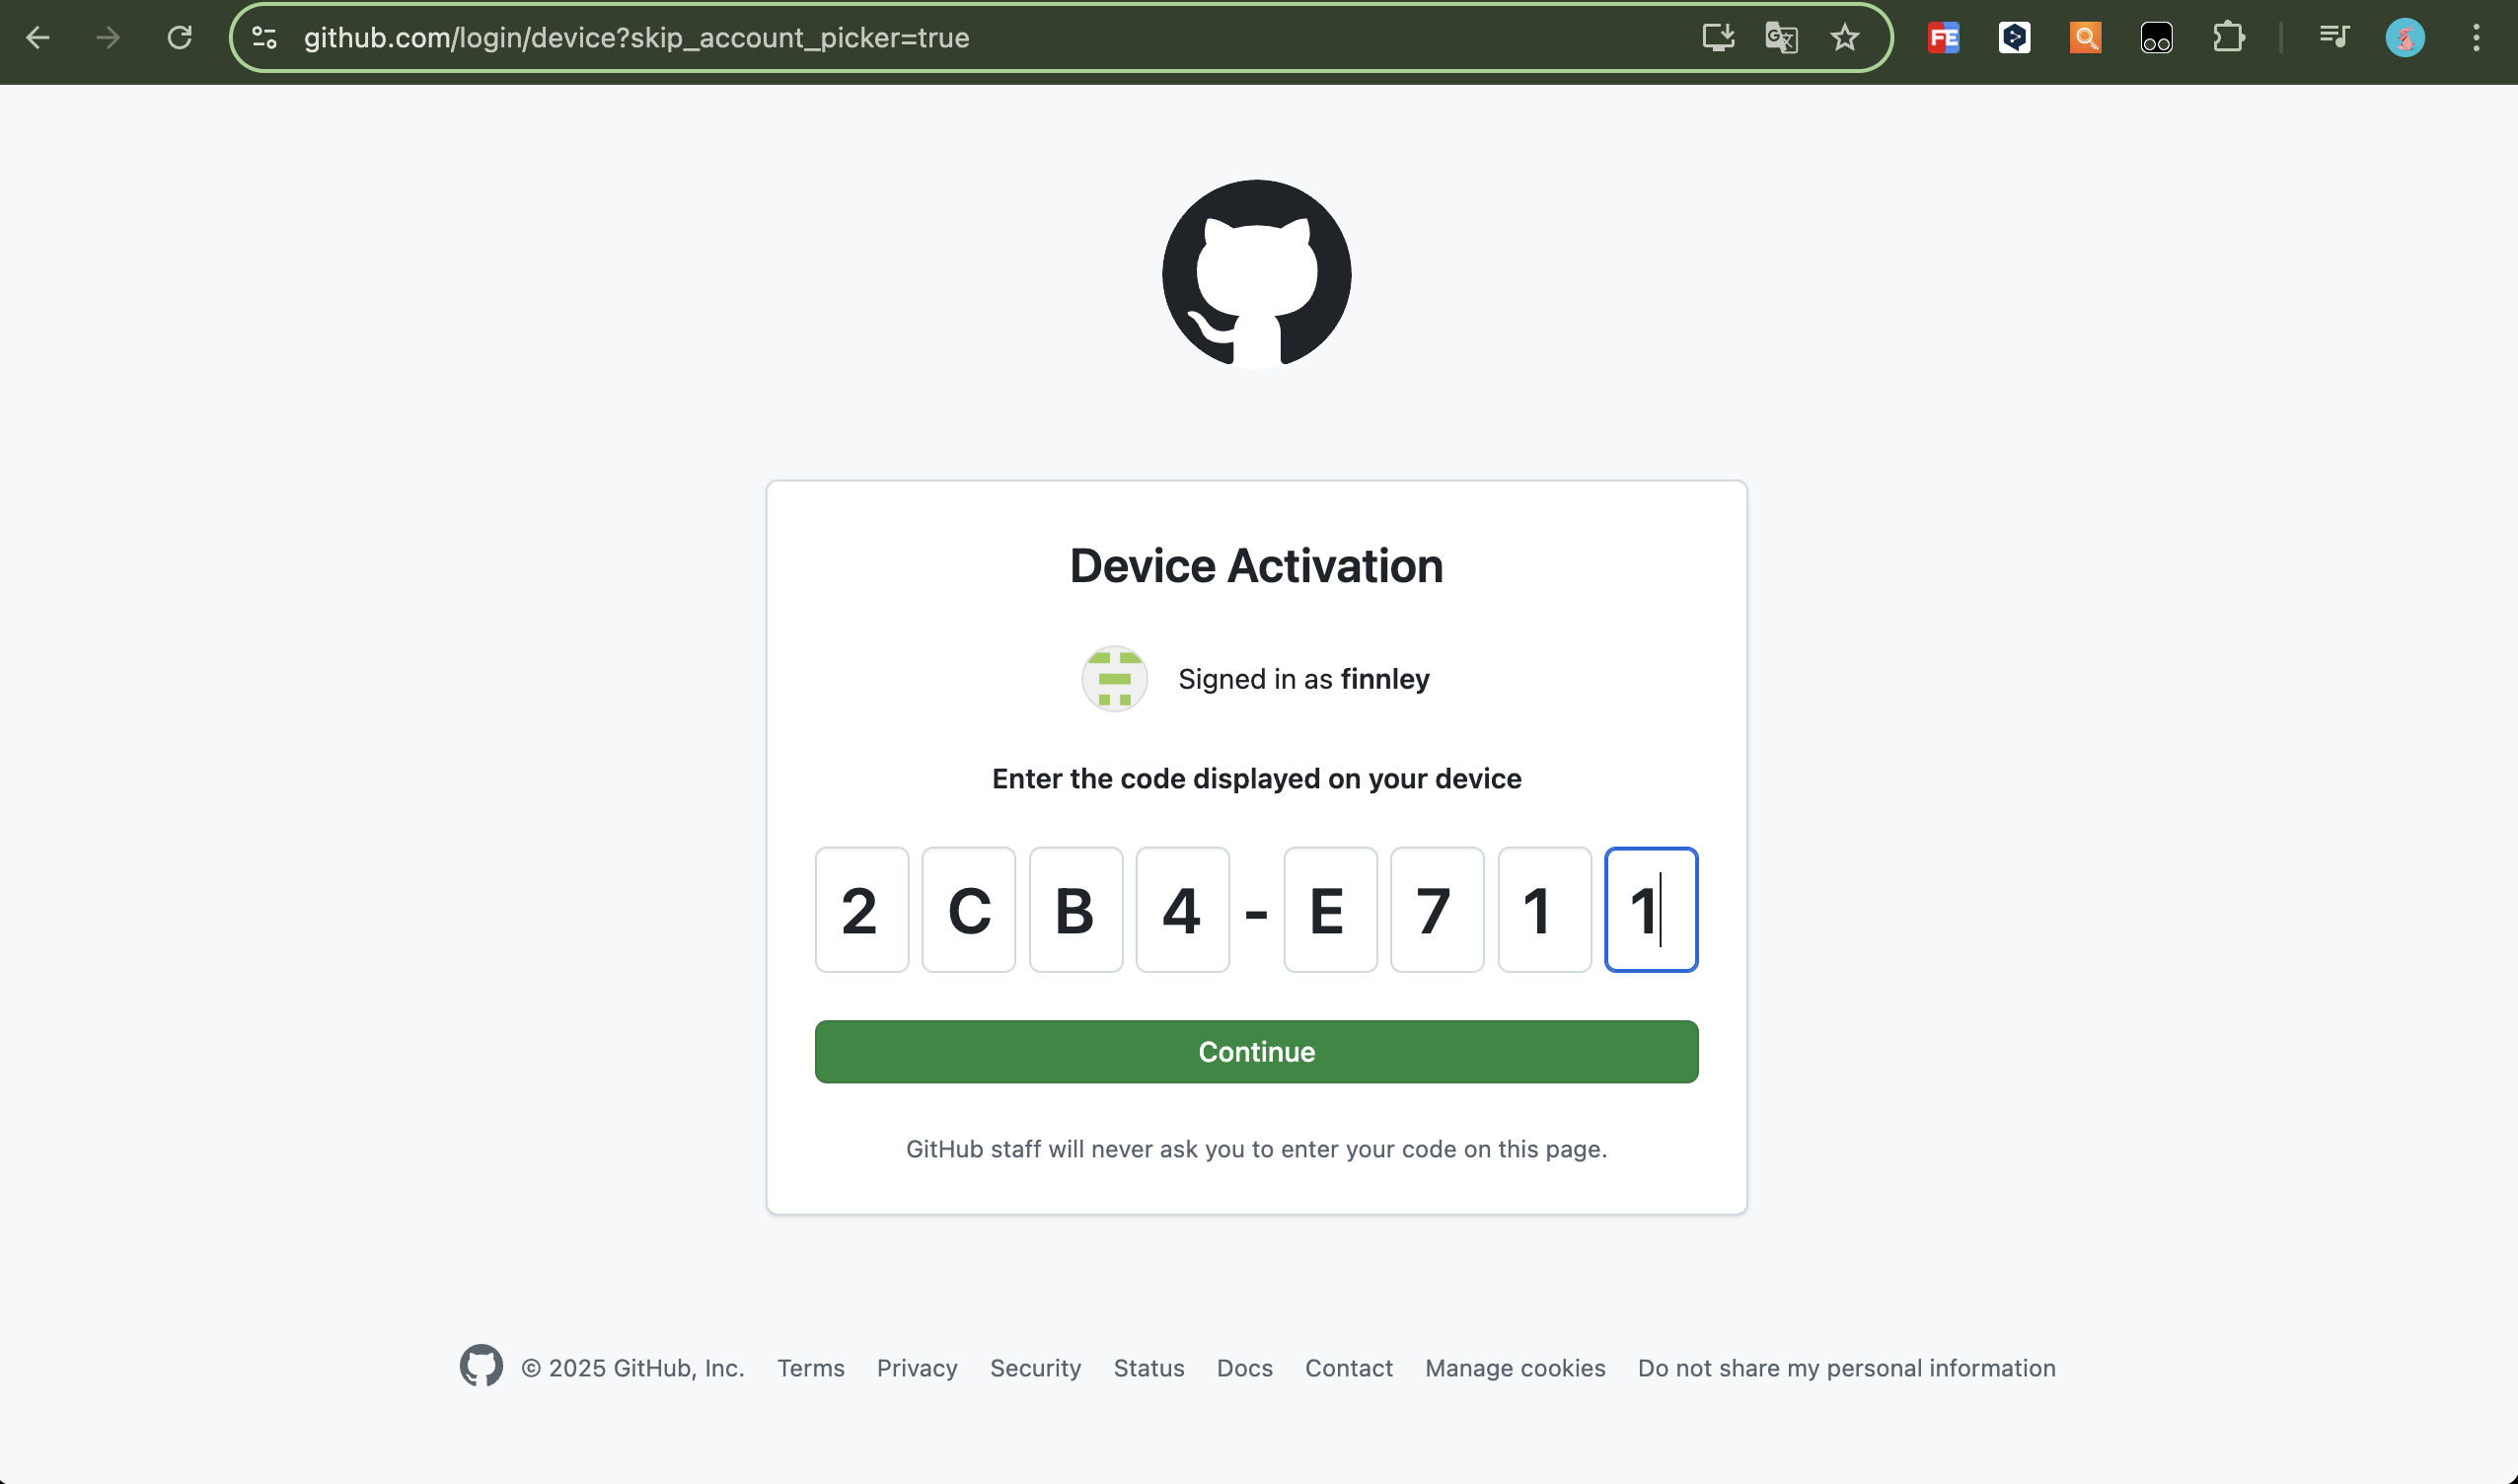 github.com/login/device?skip_account_picker=true
FE
Device Activation
Signed in as finnley
Enter the code displayed on your device
2 C B 4 - E 7 1 1
Continue
GitHub staff will never ask you to enter your code on this page.
© 2025 GitHub, Inc. Terms Privacy Security Status Docs Contact Manage cookies Do not share my personal information